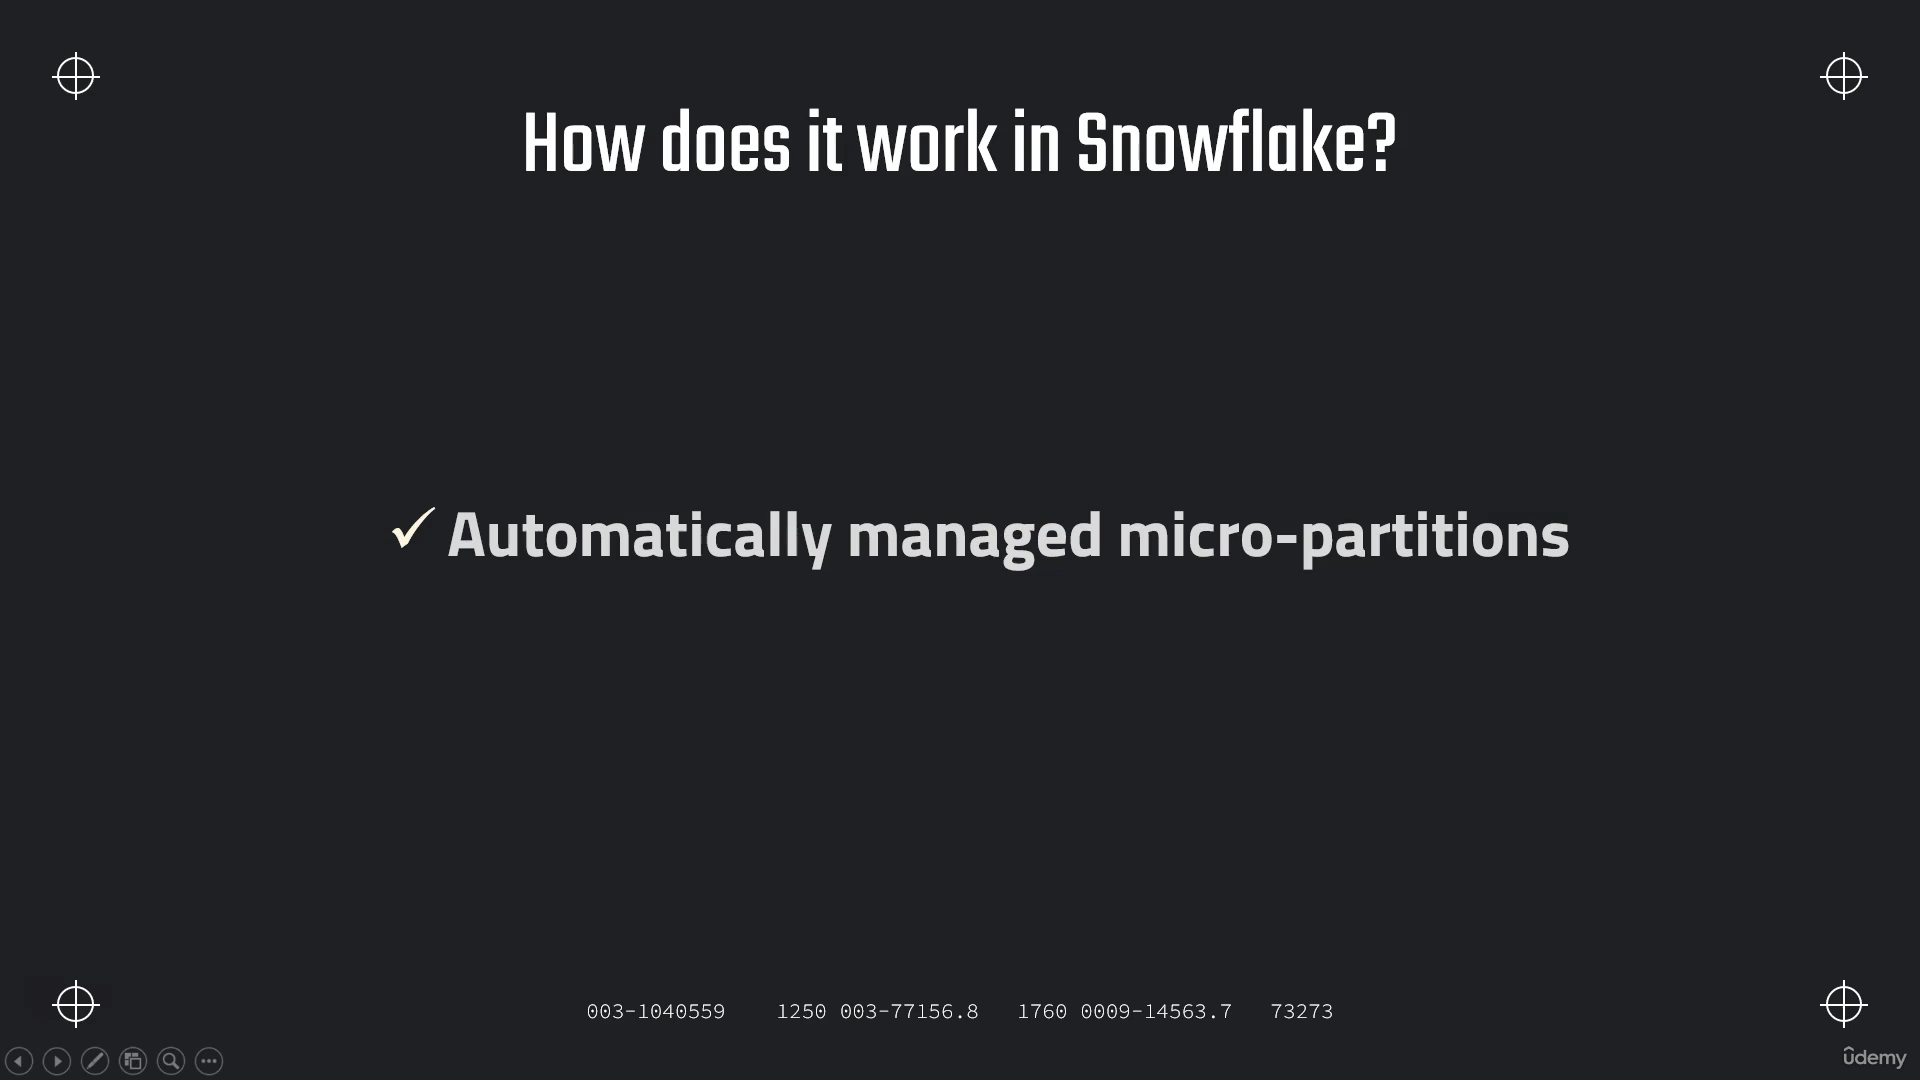 How does it work in Snowflake?
✓ Automatically managed micro-partitions
003-1040559 1250 003-77156.8 1760 0009-14563.7 73273
ûdemy